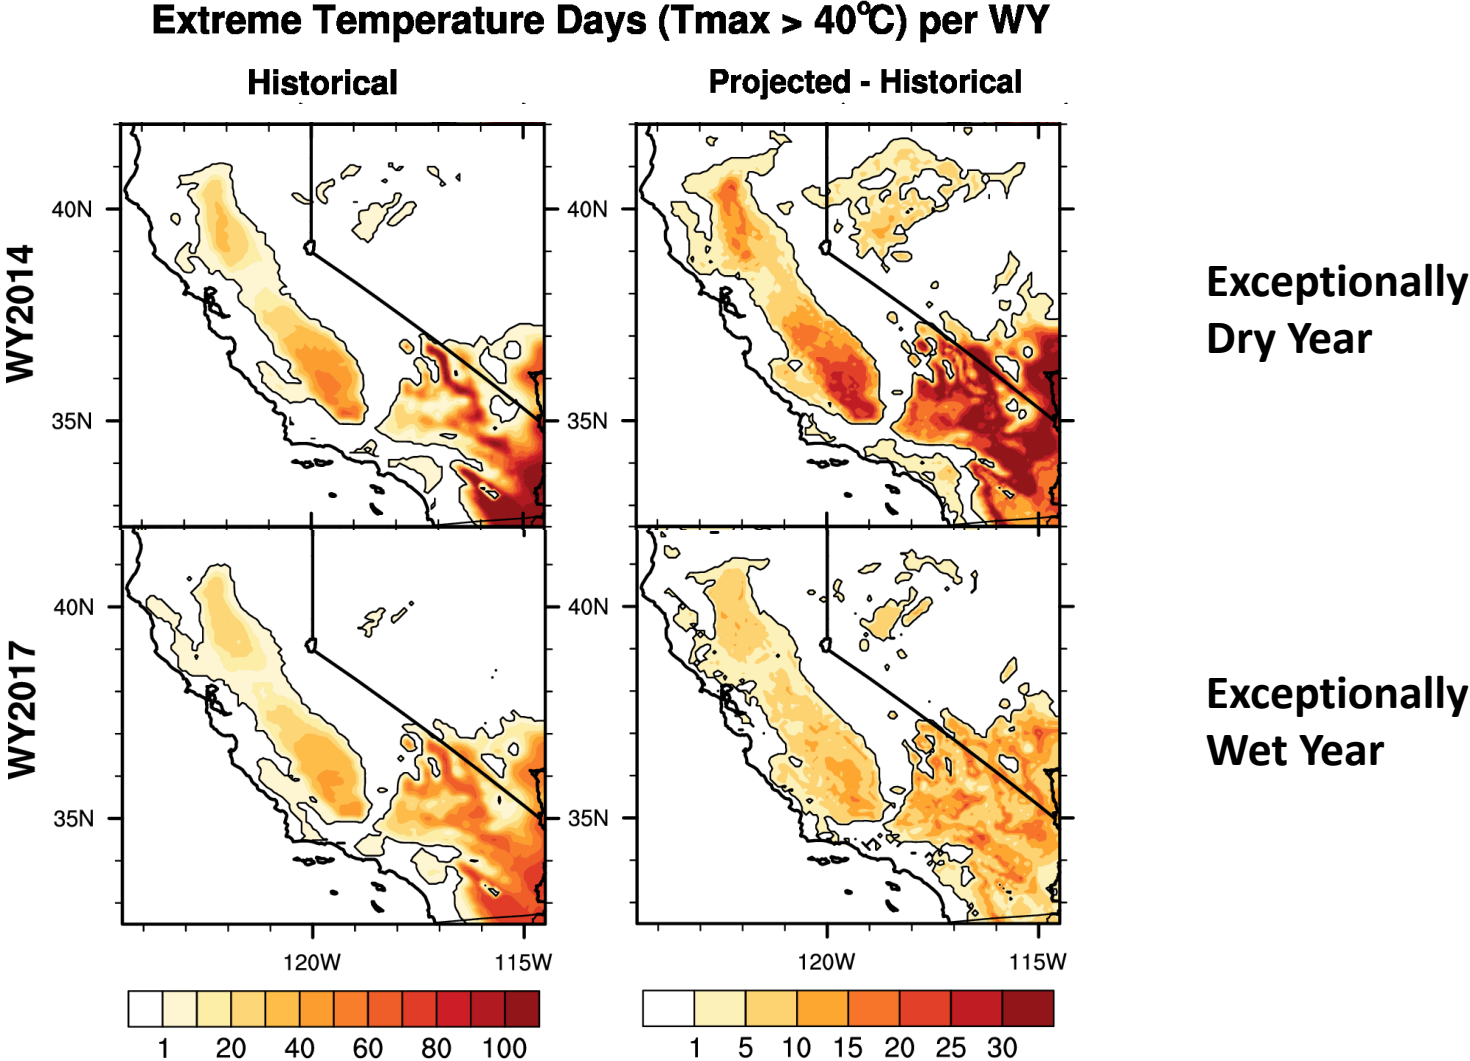 Extreme Temperature Days (Tmax > 40°C) per WY
Historical
Projected - Historical
WY2014
40N
35N
40N
35N
Exceptionally
Dry Year
WY2017
40N
35N
40N
35N
Exceptionally
Wet Year
120W 115W
120W 115W
1 20 40 60 80 100
1 5 10 15 20 25 30